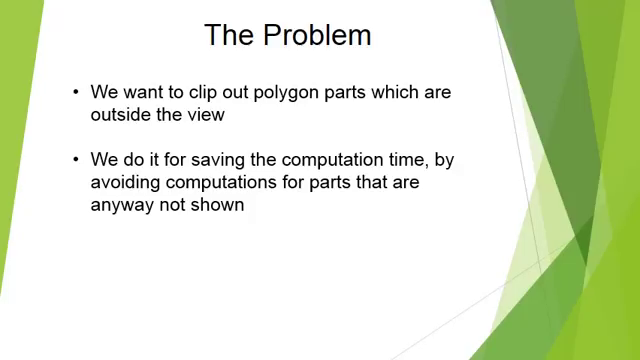 The Problem
• We want to clip out polygon parts which are
outside the view
• We do it for saving the computation time, by
avoiding computations for parts that are
anyway not shown